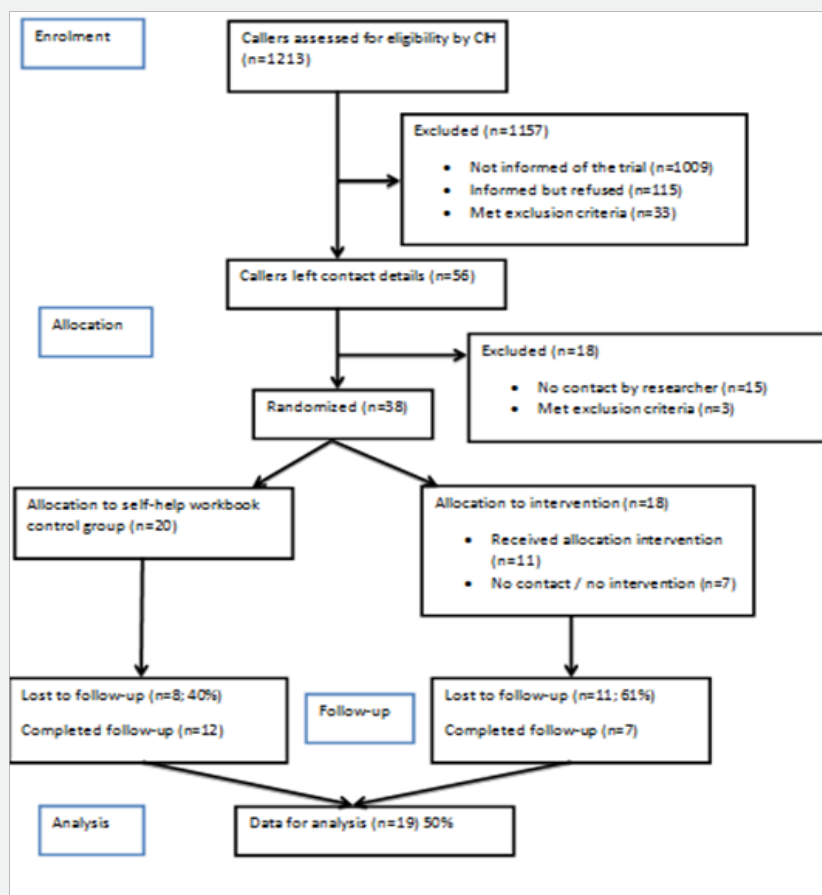 Enrolment
Callers assessed for eligibility by CIH
(n=1213)
Excluded (n=1157)
• Not informed of the trial (n=1009)
• Informed but refused (n=115)
• Met exclusion criteria (n=33)
Callers left contact details (n=56)
Allocation
Excluded (n=18)
• No contact by researcher (n=15)
• Met exclusion criteria (n=3)
Randomized (n=38)
Allocation to self-help workbook
control group (n=20)
Allocation to intervention (n=18)
• Received allocation intervention
(n=11)
• No contact / no intervention (n=7)
Lost to follow-up (n=8; 40%)
Completed follow-up (n=12)
Follow-up
Lost to follow-up (n=11; 61%)
Completed follow-up (n=7)
Analysis
Data for analysis (n=19) 50%